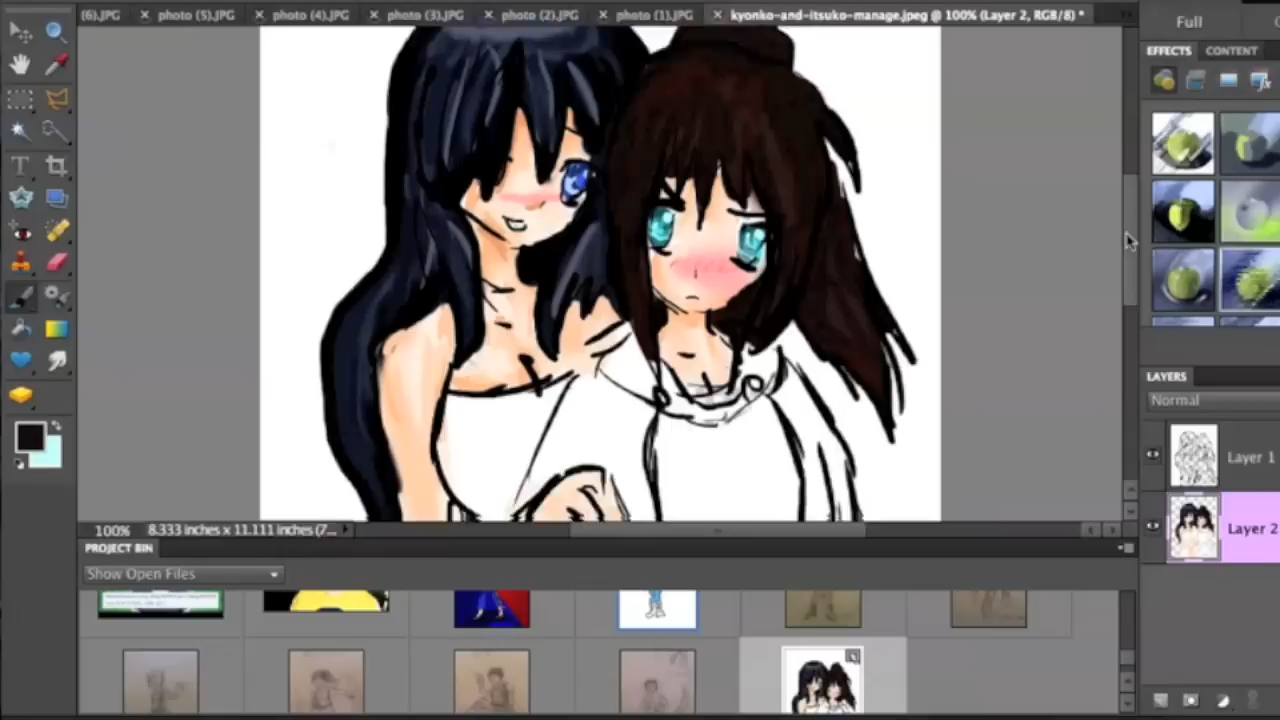 (6).JPG photo (5).JPG photo (4).JPG photo (3).JPG photo (2).JPG photo (1).JPG kyonko-and-itsuko-manage.jpeg @ 100% (Layer 2, RGB/8) *
Full
EFFECTS CONTENT
LAYERS
Normal
Layer 1
Layer 2
100% 8.333 inches x 11.111 inches (7...
PROJECT BIN
Show Open Files